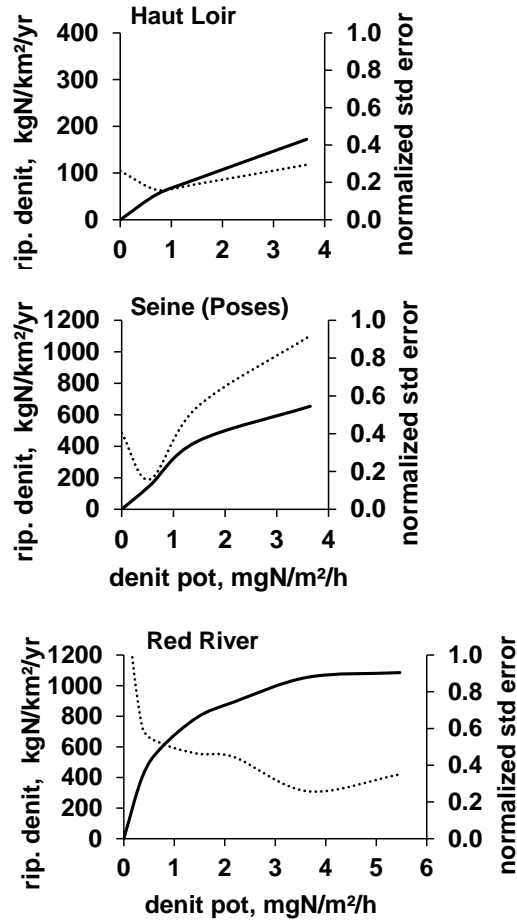 Haut Loir
rip. denit, kgN/km²/yr
400
300
200
100
0
normalized std error
1.0
0.8
0.6
0.4
0.2
0.0
0 1 2 3 4
Seine (Poses)
rip. denit, kgN/km²/yr
1200
1000
800
600
400
200
0
normalized std error
1.0
0.8
0.6
0.4
0.2
0.0
0 1 2 3 4
denit pot, mgN/m²/h
Red River
rip. denit, kgN/km²/yr
1200
1000
800
600
400
200
0
normalized std error
1.0
0.8
0.6
0.4
0.2
0.0
0 1 2 3 4 5 6
denit pot, mgN/m²/h